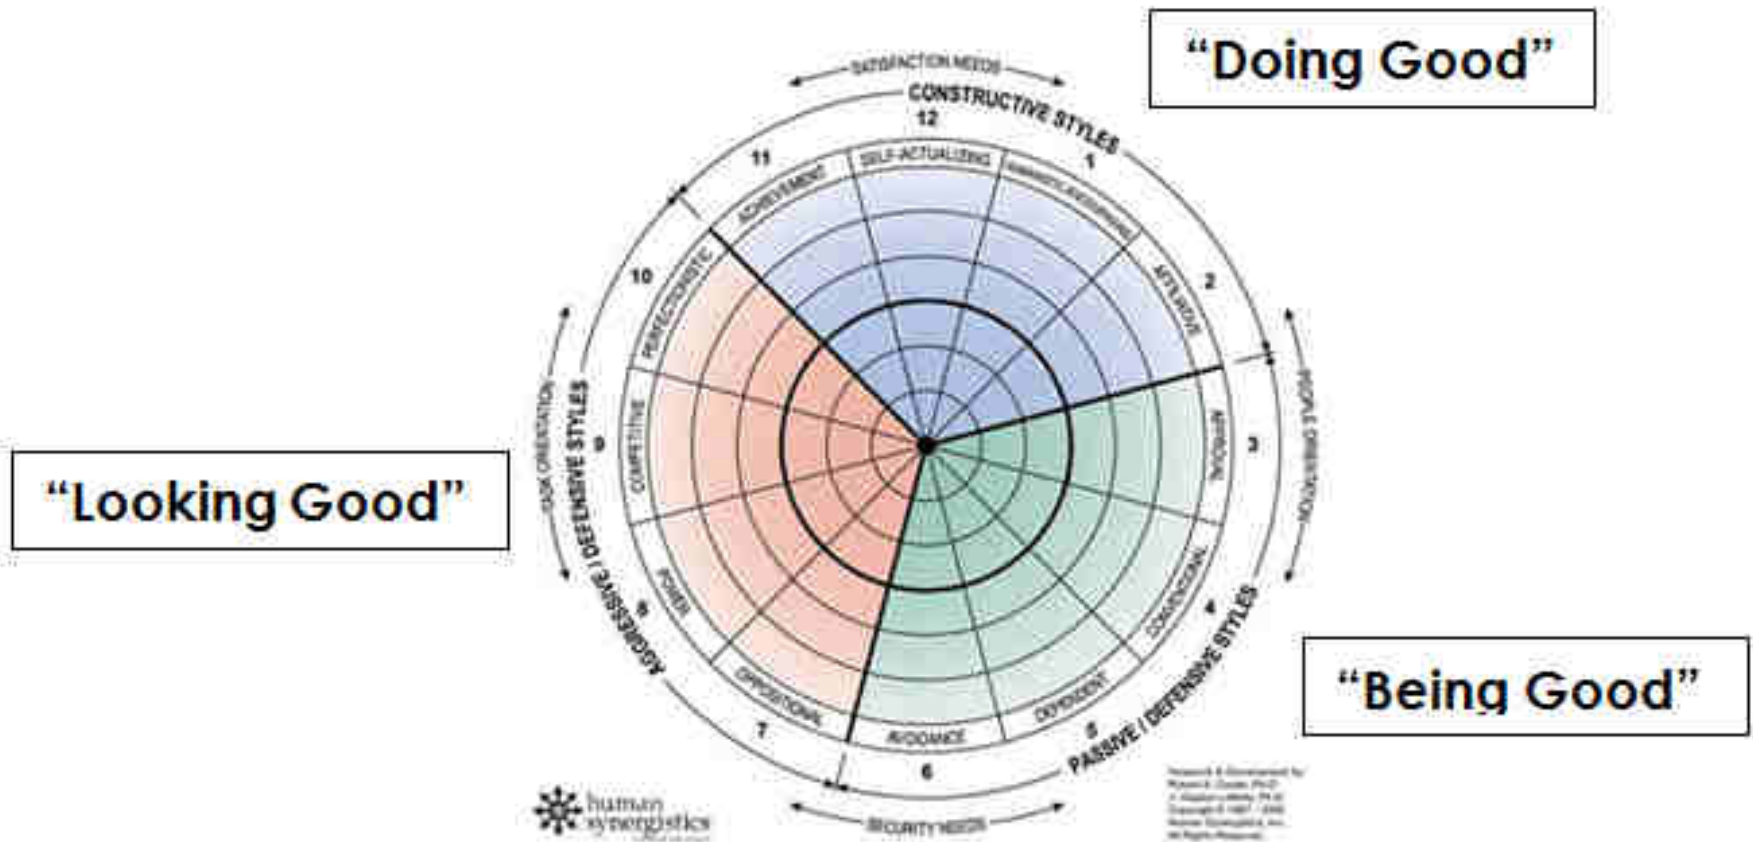 “Doing Good”
SATISFACTION NEEDS
CONSTRUCTIVE STYLES
12
11
1
SELF-ACTUALIZING
ACHIEVEMENT
10
2
PERFECTIONISTIC
AFFILIATIVE
TASK ORIENTATION
PEOPLE ORIENTATION
9
COMPETITIVE
APPROVAL
3
“Looking Good”
AGGRESSIVE / DEFENSIVE STYLES
8
POWER
CONVENTIONAL
4
OPPOSITIONAL
DEPENDENT
7
AVOIDANCE
5
PASSIVE / DEFENSIVE STYLES
“Being Good”
6
SECURITY NEEDS
human
synergistics